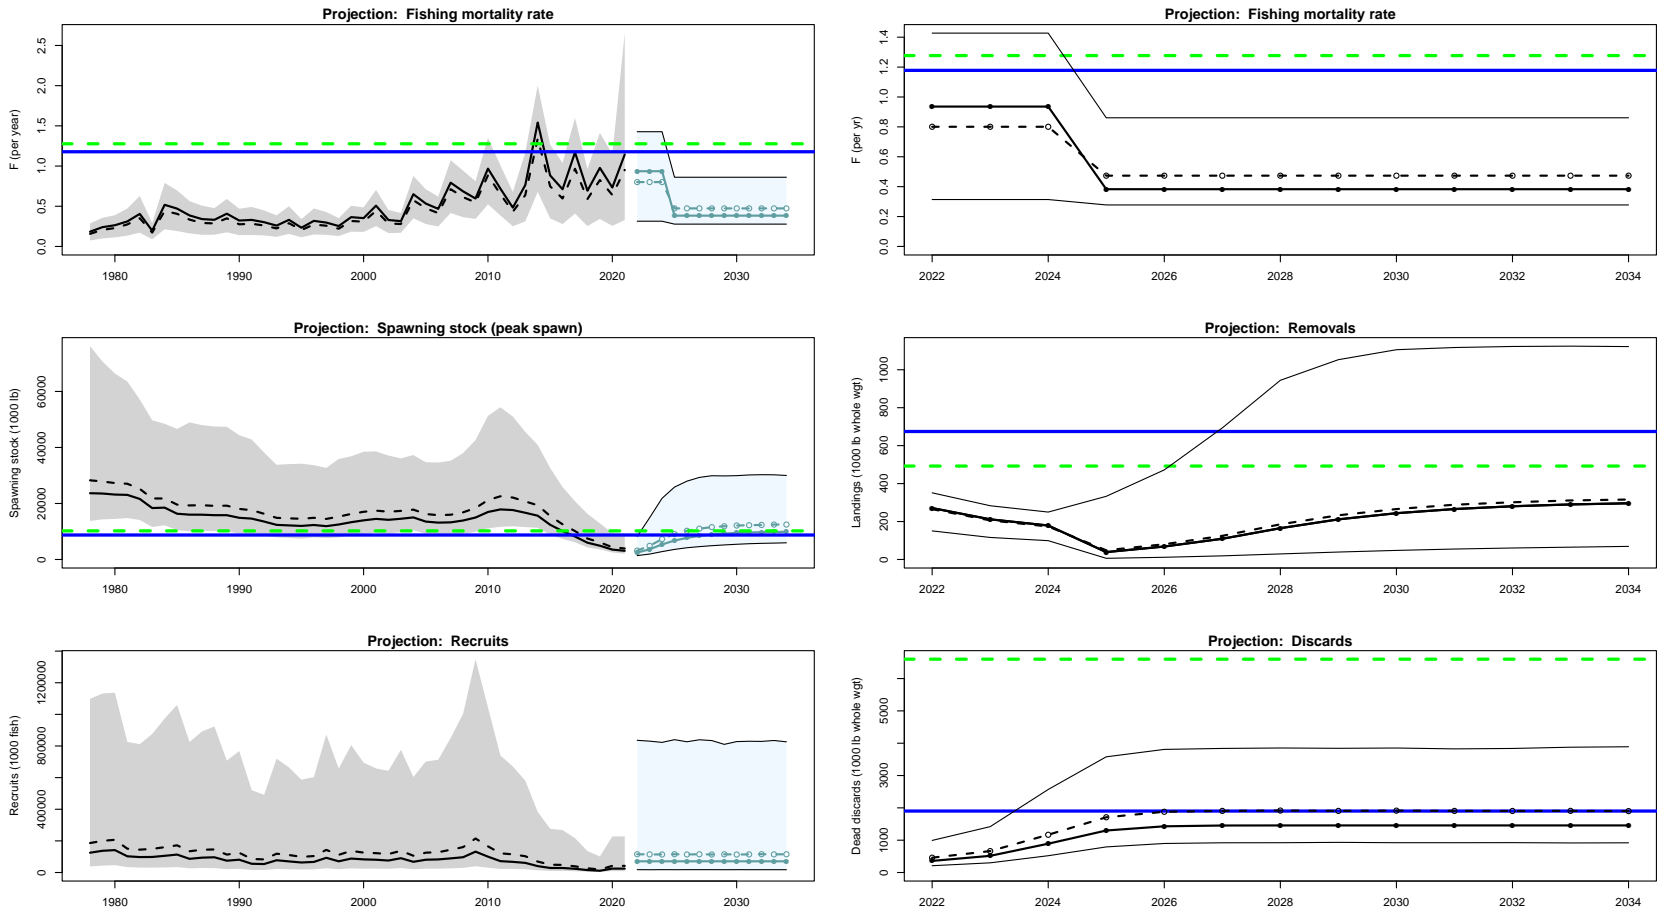 Projection: Fishing mortality rate
F (per year)
0.0 0.5 1.0 1.5 2.0 2.5
1980 1990 2000 2010 2020 2030
Projection: Fishing mortality rate
F (per yr)
0.0 0.2 0.4 0.6 0.8 1.0 1.2 1.4
2022 2024 2026 2028 2030 2032 2034
Projection: Spawning stock (peak spawn)
Spawning stock (1000 lb)
0 20000 40000 60000
1980 1990 2000 2010 2020 2030
Projection: Removals
Landings (1000 lb whole wgt)
0 200 400 600 800 1000
2022 2024 2026 2028 2030 2032 2034
Projection: Recruits
Recruits (1000 fish)
0 400000 800000 1200000
1980 1990 2000 2010 2020 2030
Projection: Discards
Dead discards (1000 lb whole wgt)
0 1000 3000 5000
2022 2024 2026 2028 2030 2032 2034